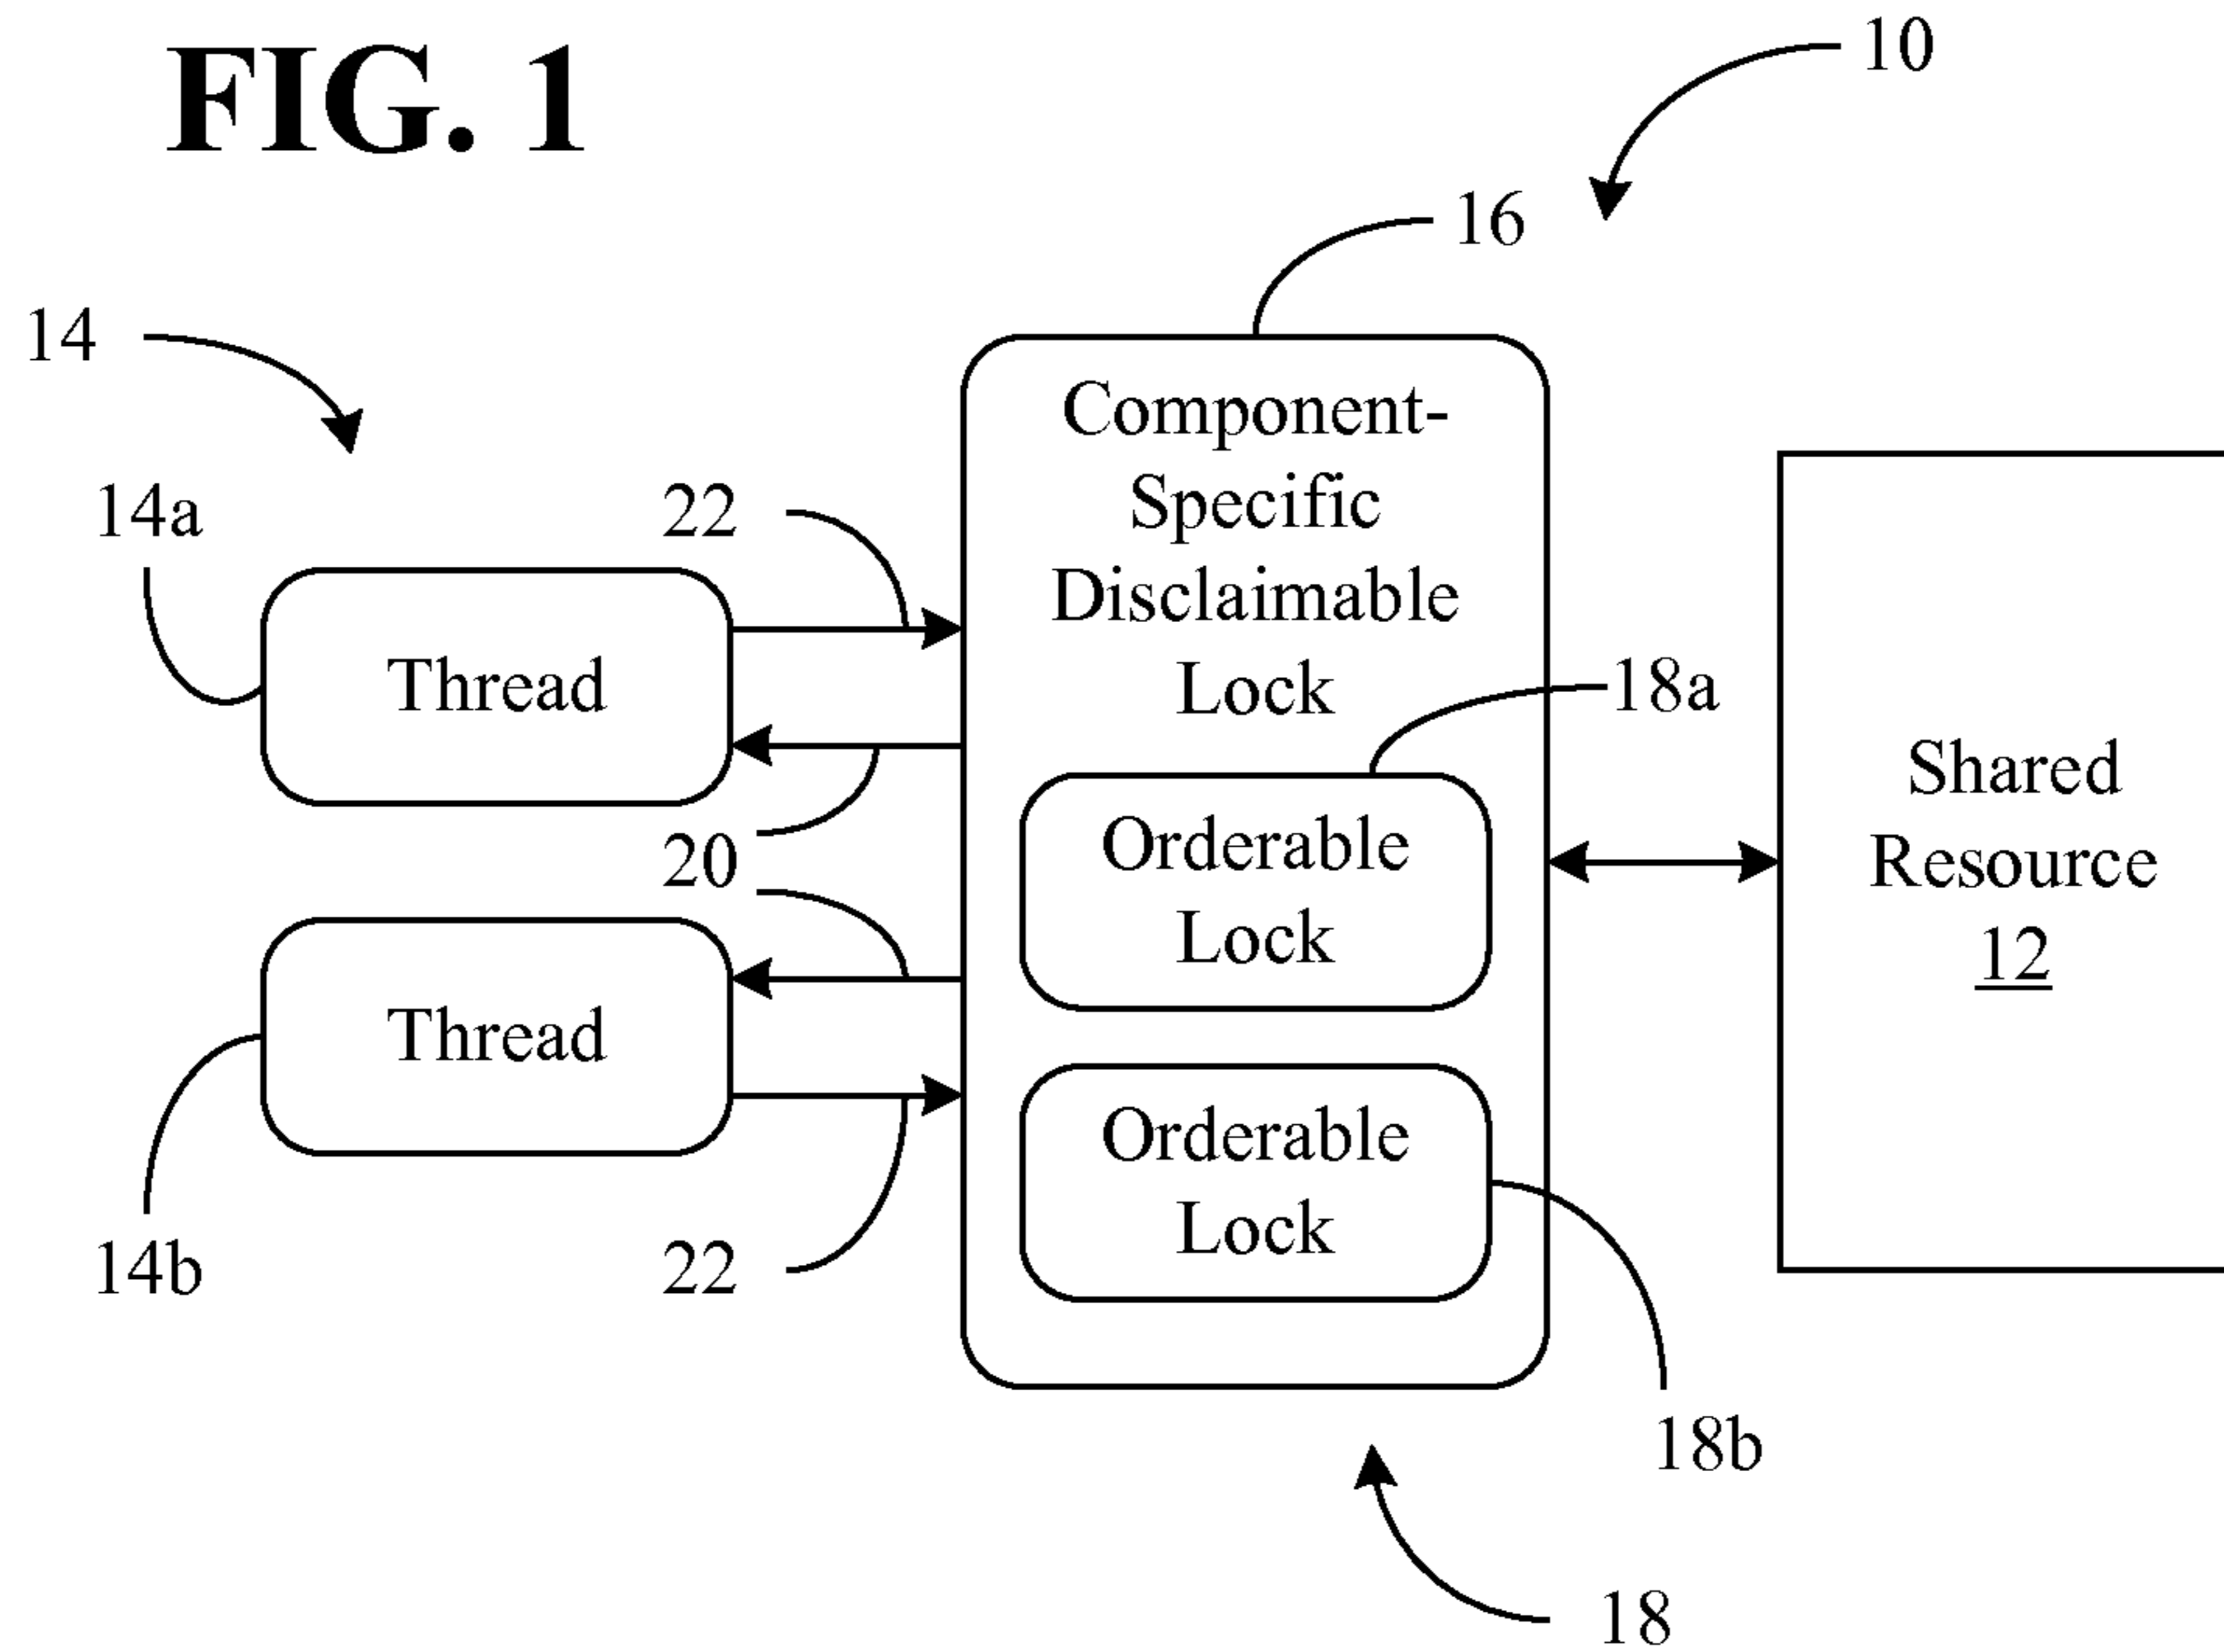 FIG. 1
10
16
14
Component-
Specific
Disclaimable
Lock
14a
22
Thread
18a
20
Orderable
Lock
Shared
Resource
12
Thread
Orderable
Lock
14b
22
18b
18